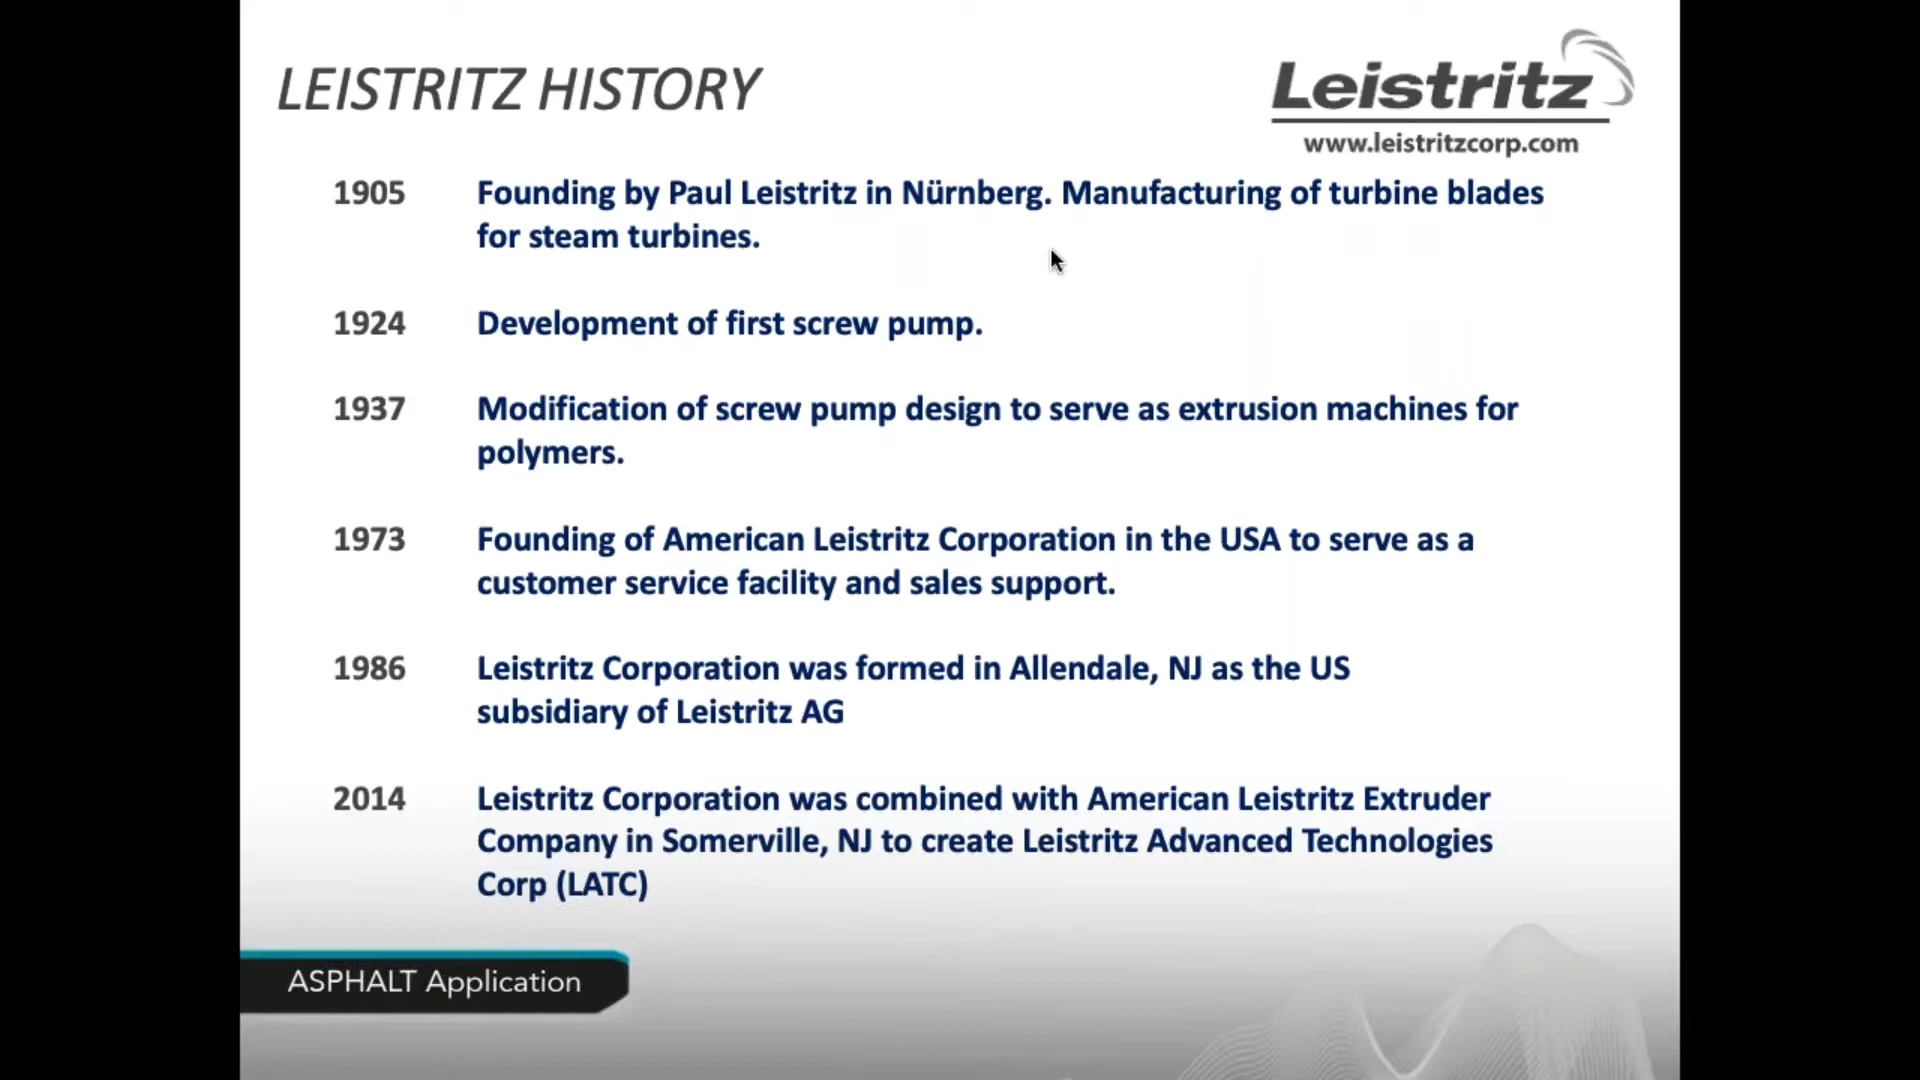 LEISTRITZ HISTORY
Leistritz
www.leistritzcorp.com
1905 Founding by Paul Leistritz in Nürnberg. Manufacturing of turbine blades
for steam turbines.
1924 Development of first screw pump.
1937 Modification of screw pump design to serve as extrusion machines for
polymers.
1973 Founding of American Leistritz Corporation in the USA to serve as a
customer service facility and sales support.
1986 Leistritz Corporation was formed in Allendale, NJ as the US
subsidiary of Leistritz AG
2014 Leistritz Corporation was combined with American Leistritz Extruder
Company in Somerville, NJ to create Leistritz Advanced Technologies
Corp (LATC)
ASPHALT Application